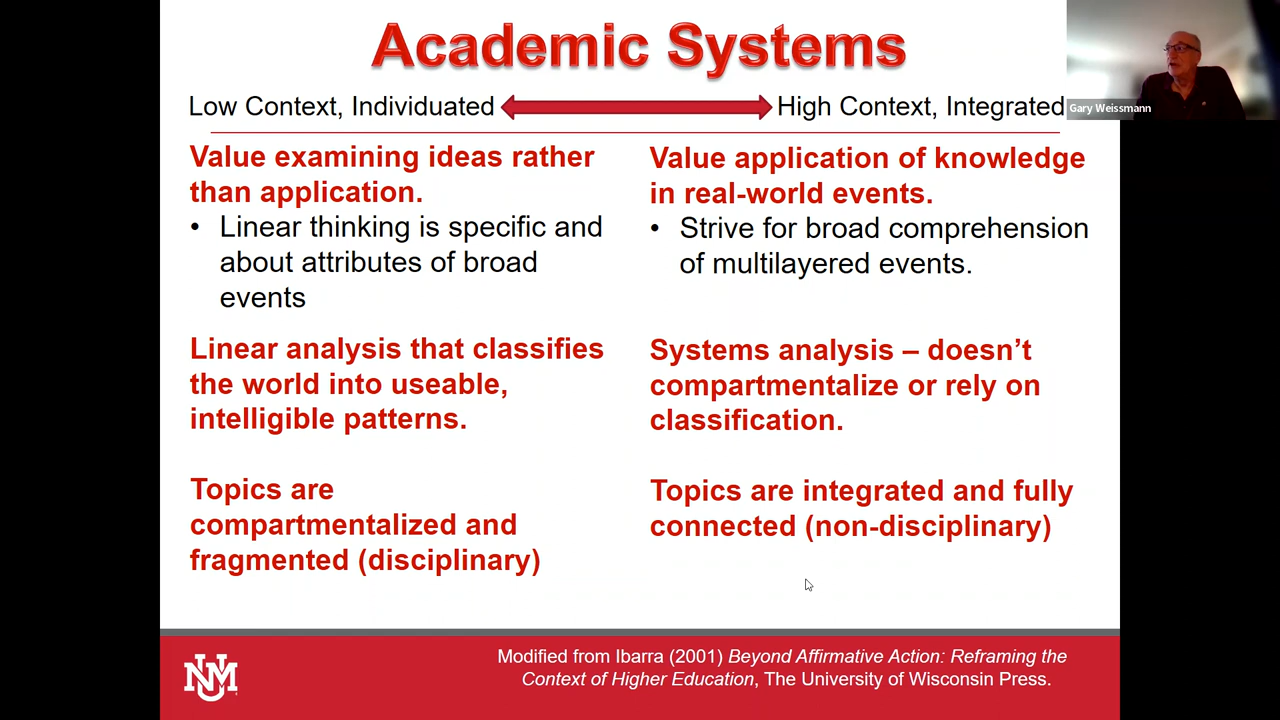 Academic Systems
Low Context, Individuated
High Context, Integrated
Gary Weissmann
Value examining ideas rather
than application.
• Linear thinking is specific and
about attributes of broad
events
Linear analysis that classifies
the world into useable,
intelligible patterns.
Topics are
compartmentalized and
fragmented (disciplinary)
Value application of knowledge
in real-world events.
• Strive for broad comprehension
of multilayered events.
Systems analysis – doesn’t
compartmentalize or rely on
classification.
Topics are integrated and fully
connected (non-disciplinary)
UNM
Modified from Ibarra (2001) Beyond Affirmative Action: Reframing the
Context of Higher Education, The University of Wisconsin Press.